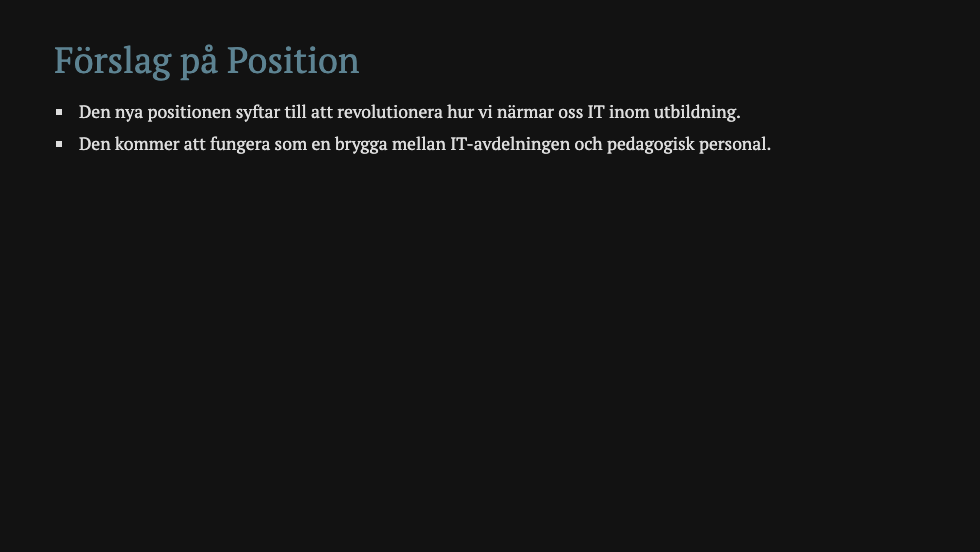 Förslag på Position
▪ Den nya positionen syftar till att revolutionera hur vi närmar oss IT inom utbildning.
▪ Den kommer att fungera som en brygga mellan IT-avdelningen och pedagogisk personal.